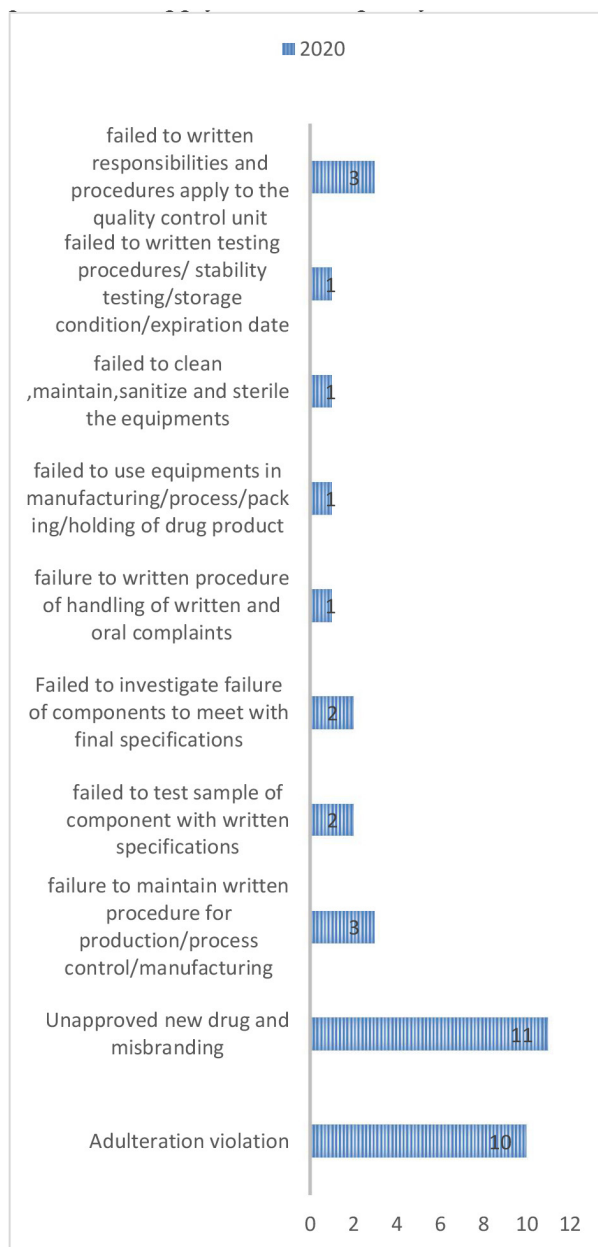 2020
failed to written
responsibilities and
procedures apply to the
quality control unit
3
failed to written testing
procedures/ stability
testing/storage
condition/expiration date
1
failed to clean
,maintain,sanitize and sterile
the equipments
1
failed to use equipments in
manufacturing/process/pack
ing/holding of drug product
1
failure to written procedure
of handling of written and
oral complaints
1
Failed to investigate failure
of components to meet with
final specifications
2
failed to test sample of
component with written
specifications
2
failure to maintain written
procedure for
production/process
control/manufacturing
3
Unapproved new drug and
misbranding
11
Adulteration violation
10
0 2 4 6 8 10 12